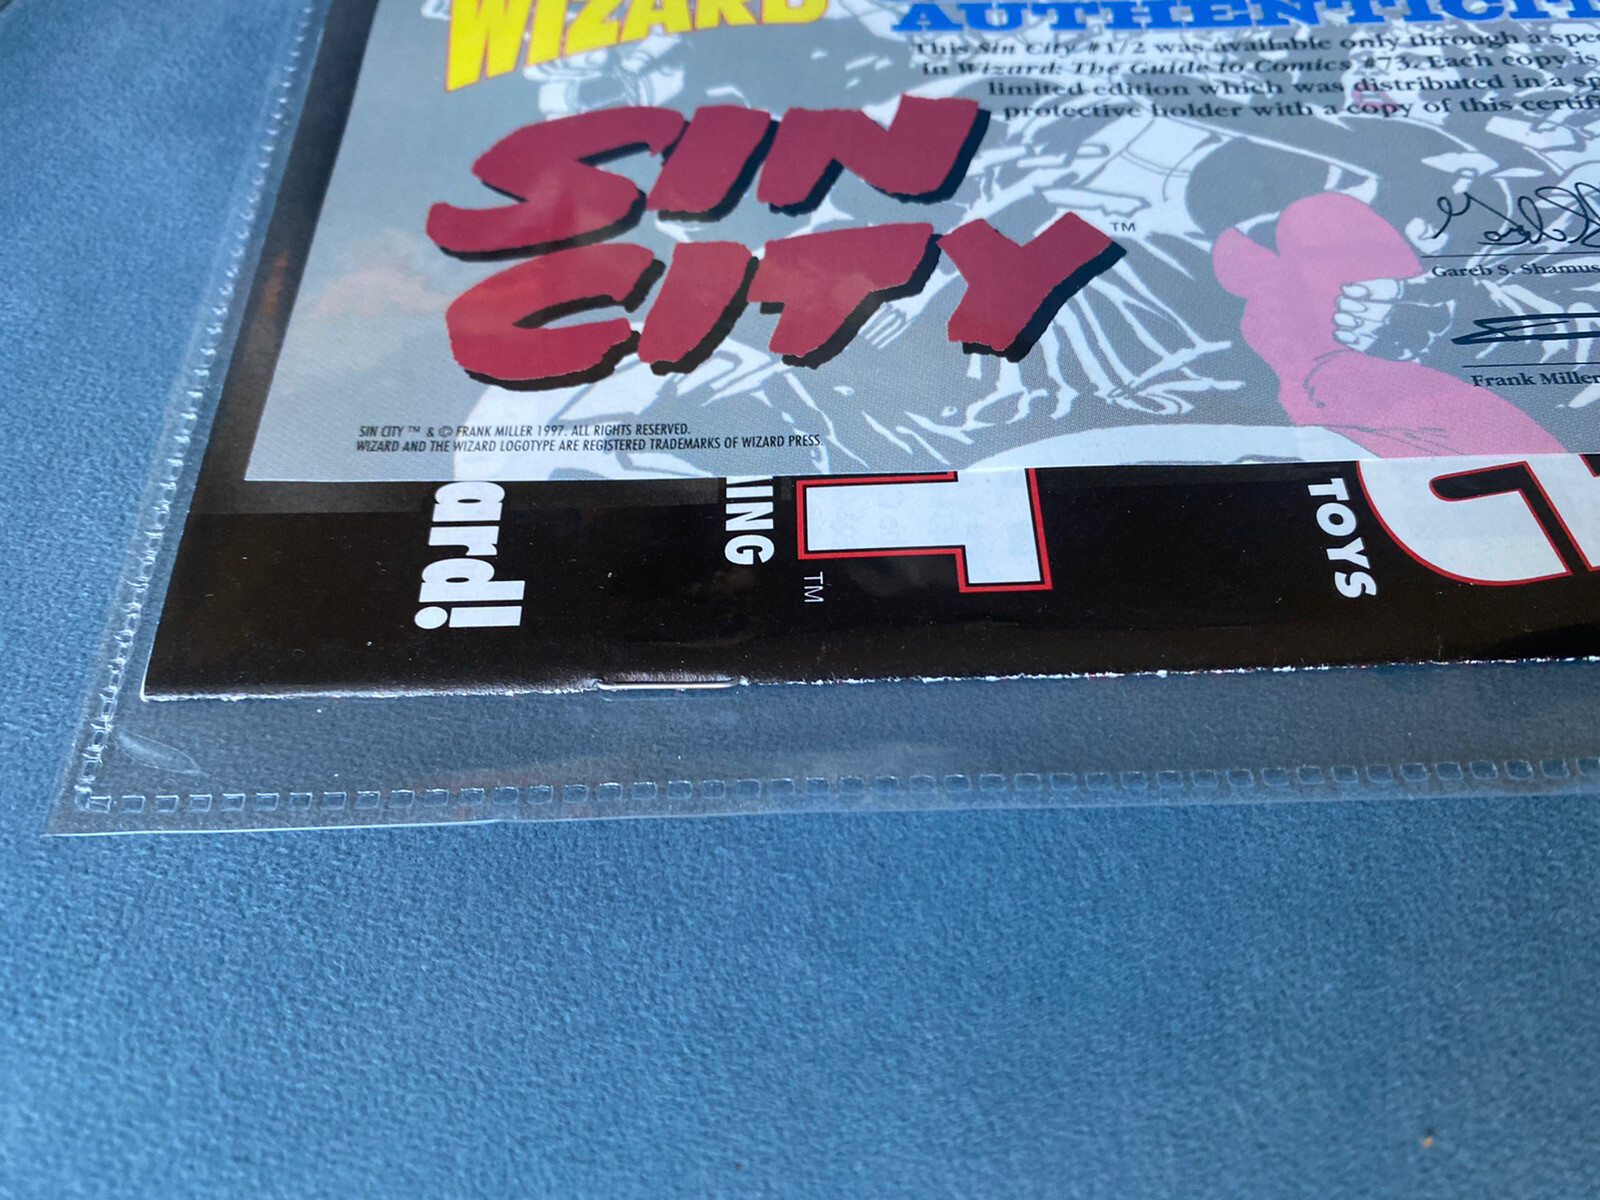 WIZARD
AUTHENTICI
This Sin City #1/2 was available only through a spe
in Wizard: The Guide to Comics #73. Each copy is
limited edition which was distributed in a sp
protective holder with a copy of this certifi
SIN
CITY™
Gareb S. Shamus
Frank Miller
SIN CITY ™ & © FRANK MILLER 1997. ALL RIGHTS RESERVED.
WIZARD AND THE WIZARD LOGOTYPE ARE REGISTERED TRADEMARKS OF WIZARD PRESS.
ard!
ING
T™
TOYS